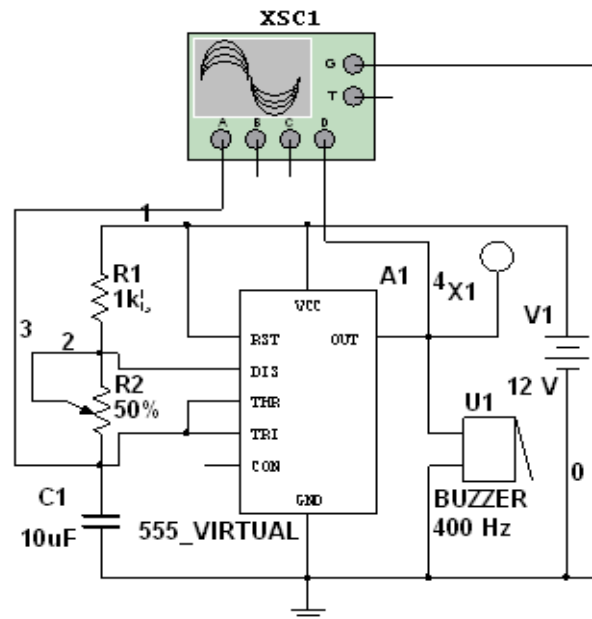 XSC1
G
T
A B C D
1
R1
1k
3
2
R2
50%
C1
10uF
VCC
RST
OUT
DIS
THR
TRI
CON
GND
555_VIRTUAL
A1
4
X1
V1
12 V
U1
BUZZER
400 Hz
0